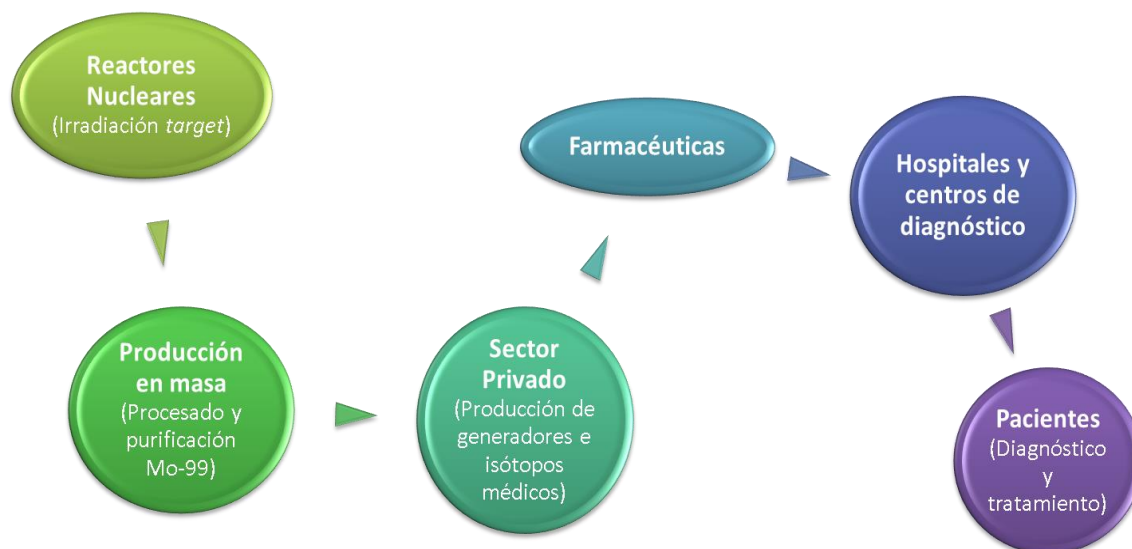 Reactores
Nucleares
(Irradiación target)
Producción
en masa
(Procesado y
purificación
Mo-99)
Sector
Privado
(Producción de
generadores e
isótopos
médicos)
Farmacéuticas
Hospitales y
centros de
diagnóstico
Pacientes
(Diagnóstico
y
tratamiento)